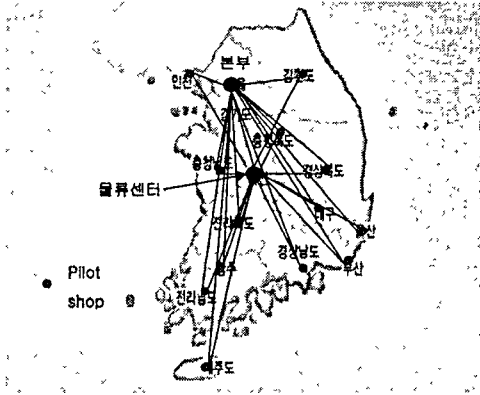 본부
인천
강원도
경기도
충청북도
충청남도
경상북도
물류센터
대구
전라북도
울산
경상남도
부산
광주
Pilot
shop
전라남도
제주도